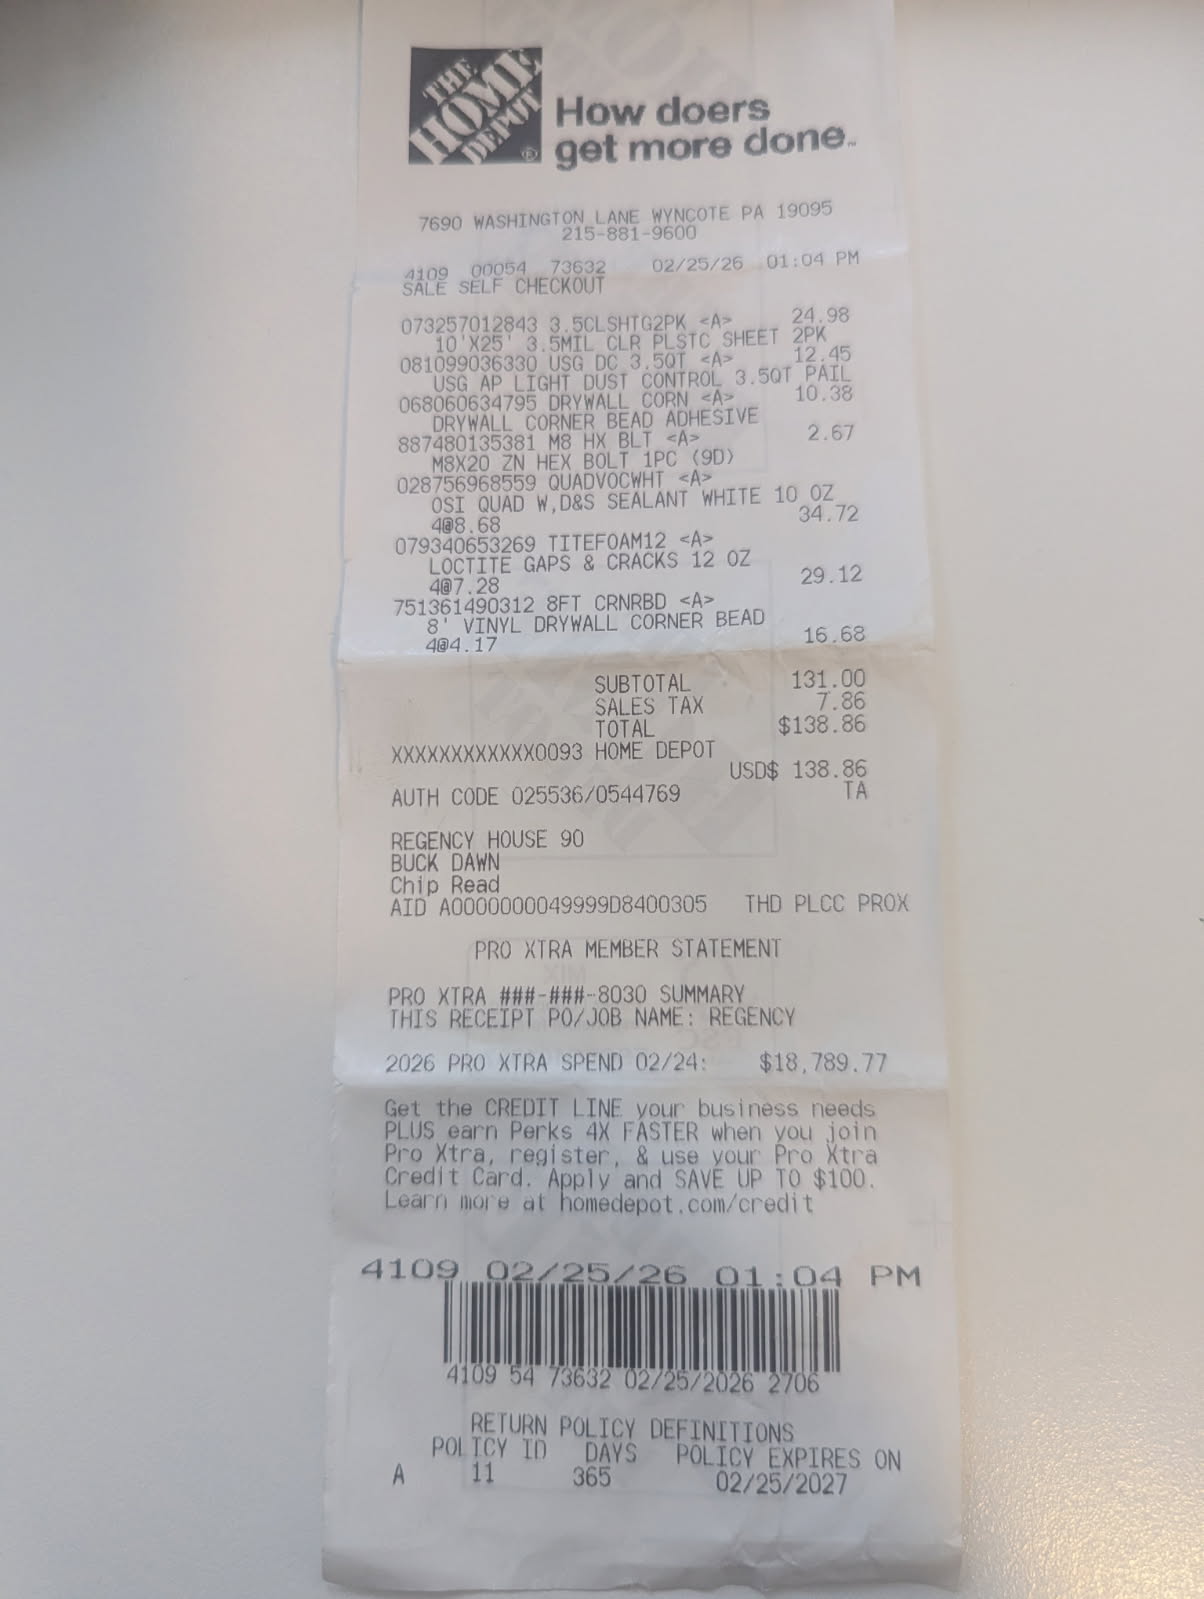 THE HOME DEPOT®
How doers
get more done.™
7690 WASHINGTON LANE WYNCOTE PA 19095
215-881-9600
4109 00054 73632 02/25/26 01:04 PM
SALE SELF CHECKOUT
073257012843 3.5CLSHTG2PK <A> 24.98
10'X25' 3.5MIL CLR PLSTC SHEET 2PK
081099036330 USG DC 3.5QT <A> 12.45
USG AP LIGHT DUST CONTROL 3.5QT PAIL
068060634795 DRYWALL CORN <A> 10.38
DRYWALL CORNER BEAD ADHESIVE
887480135381 M8 HX BLT <A> 2.67
M8X20 ZN HEX BOLT 1PC (9D)
028756968559 QUADVOCWHT <A>
OSI QUAD W,D&S SEALANT WHITE 10 OZ
4@8.68 34.72
079340653269 TITEFOAM12 <A>
LOCTITE GAPS & CRACKS 12 OZ
4@7.28 29.12
751361490312 8FT CRNRBD <A>
8' VINYL DRYWALL CORNER BEAD
4@4.17 16.68
SUBTOTAL 131.00
SALES TAX 7.86
TOTAL $138.86
XXXXXXXXXXXX0093 HOME DEPOT
USD$ 138.86
AUTH CODE 025536/0544769 TA
REGENCY HOUSE 90
BUCK DAWN
Chip Read
AID A0000000049999D8400305 THD PLCC PROX
PRO XTRA MEMBER STATEMENT
PRO XTRA ###-###-8030 SUMMARY
THIS RECEIPT PO/JOB NAME: REGENCY
2026 PRO XTRA SPEND 02/24: $18,789.77
Get the CREDIT LINE your business needs
PLUS earn Perks 4X FASTER when you join
Pro Xtra, register, & use your Pro Xtra
Credit Card. Apply and SAVE UP TO $100.
Learn more at homedepot.com/credit
4109 02/25/26 01:04 PM
4109 54 73632 02/25/2026 2706
RETURN POLICY DEFINITIONS
POLICY ID DAYS POLICY EXPIRES ON
A 11 365 02/25/2027